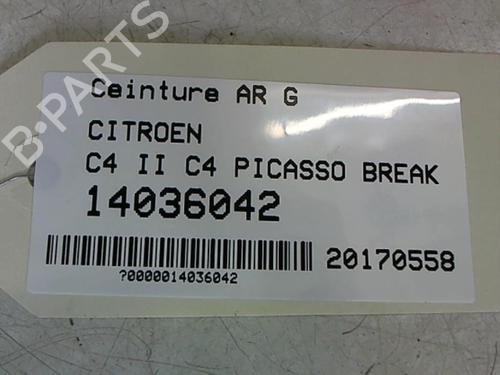 B-PARTS
Ceinture AR G
CITROEN
C4 II C4 PICASSO BREAK
14036042
20170558
?0000014036042